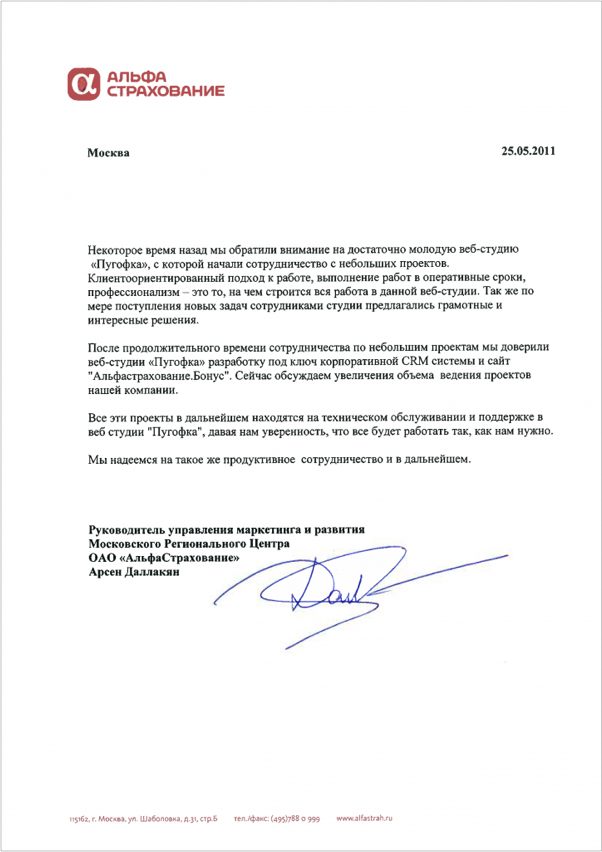 АЛЬФА
СТРАХОВАНИЕ
Москва
25.05.2011
Некоторое время назад мы обратили внимание на достаточно молодую веб-студию
«Пугофка», с которой начали сотрудничество с небольших проектов.
Клиентоориентированный подход к работе, выполнение работ в оперативные сроки,
профессионализм – это то, на чем строится вся работа в данной веб-студии. Так же по
мере поступления новых задач сотрудниками студии предлагались грамотные и
интересные решения.
После продолжительного времени сотрудничества по небольшим проектам мы доверили
веб-студии «Пугофка» разработку под ключ корпоративной CRM системы и сайт
"Альфастрахование.Бонус". Сейчас обсуждаем увеличения объема ведения проектов
нашей компании.
Все эти проекты в дальнейшем находятся на техническом обслуживании и поддержке в
веб студии "Пугофка", давая нам уверенность, что все будет работать так, как нам нужно.
Мы надеемся на такое же продуктивное сотрудничество и в дальнейшем.
Руководитель управления маркетинга и развития
Московского Регионального Центра
ОАО «АльфаСтрахование»
Арсен Даллакян
115162, г. Москва, ул. Шаболовка, д.31, стр.Б тел./факс: (495)788 0 999 www.alfastrah.ru